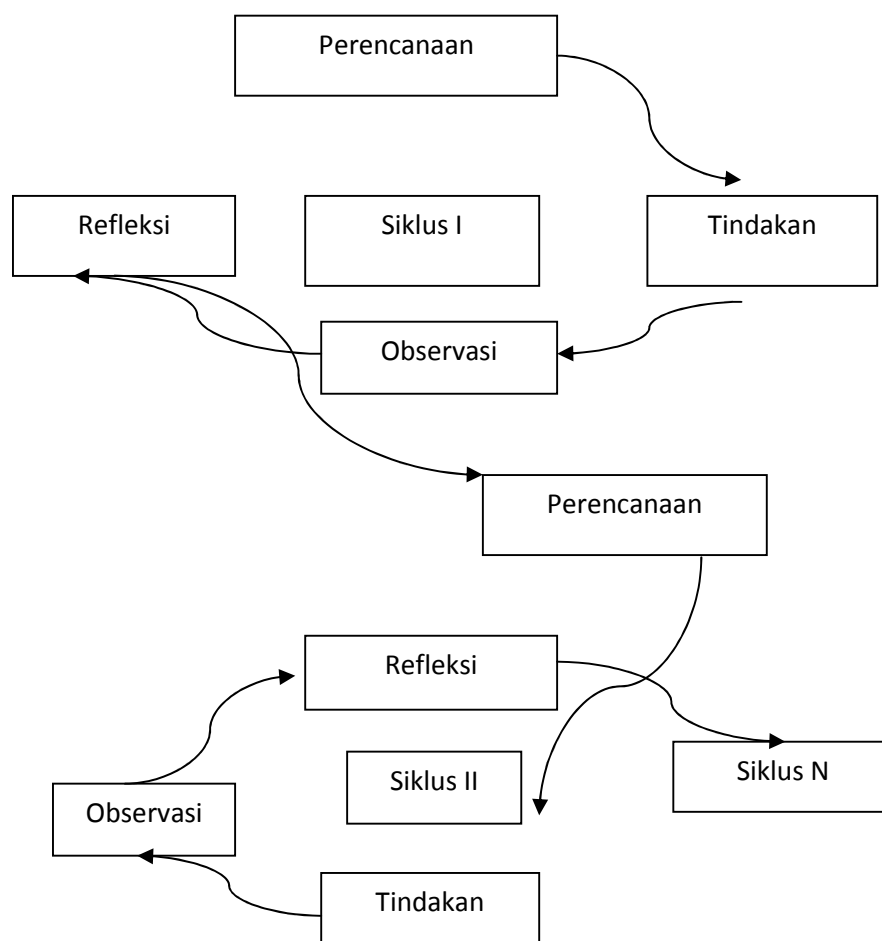 Perencanaan
Refleksi
Siklus I
Tindakan
Observasi
Perencanaan
Refleksi
Siklus II
Siklus N
Observasi
Tindakan